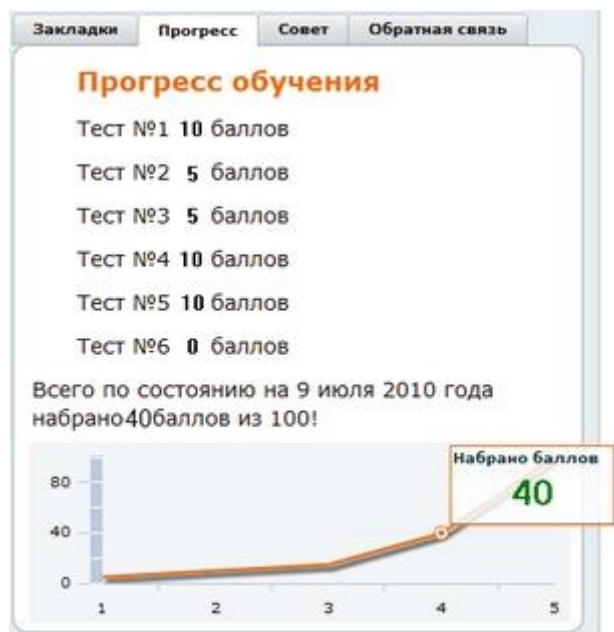 Закладки Прогресс Совет Обратная связь
Прогресс обучения
Тест №1 10 баллов
Тест №2 5 баллов
Тест №3 5 баллов
Тест №4 10 баллов
Тест №5 10 баллов
Тест №6 0 баллов
Всего по состоянию на 9 июля 2010 года
набрано40баллов из 100!
Набрано баллов
40
80
40
0
1 2 3 4 5